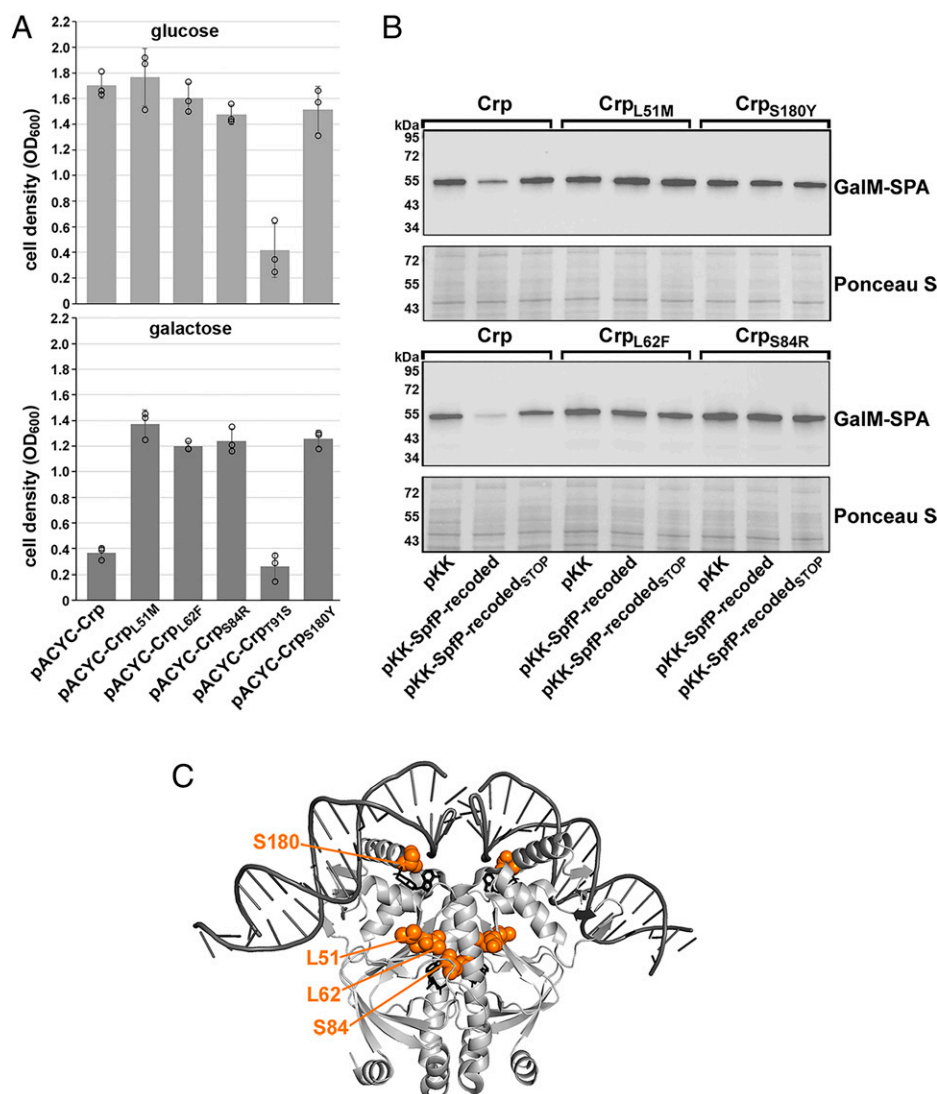 A
glucose
cell density (OD600)
2.2
2.0
1.8
1.6
1.4
1.2
1.0
0.8
0.6
0.4
0.2
0
galactose
cell density (OD600)
2.2
2.0
1.8
1.6
1.4
1.2
1.0
0.8
0.6
0.4
0.2
0
pACYC-Crp
pACYC-CrpL51M
pACYC-CrpL62F
pACYC-CrpS84R
pACYC-CrpT91S
pACYC-CrpS180Y
B
Crp CrpL51M CrpS180Y
kDa
95
72
55
43
34
GalM-SPA
72
55
43
Ponceau S
Crp CrpL62F CrpS84R
kDa
95
72
55
43
34
GalM-SPA
72
55
43
Ponceau S
pKK
pKK-SpfP-recoded
pKK-SpfP-recodedSTOP
pKK
pKK-SpfP-recoded
pKK-SpfP-recodedSTOP
pKK
pKK-SpfP-recoded
pKK-SpfP-recodedSTOP
C
S180
L51
L62
S84